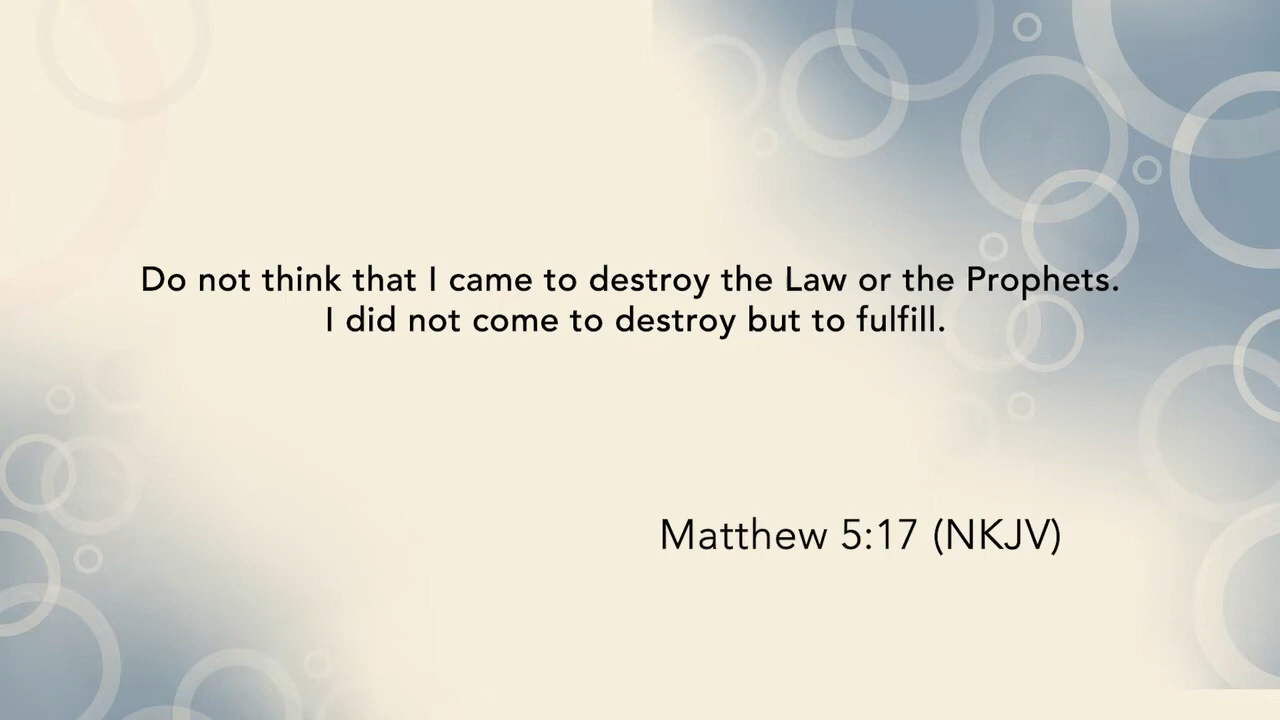 Do not think that I came to destroy the Law or the Prophets.
I did not come to destroy but to fulfill.
Matthew 5:17 (NKJV)